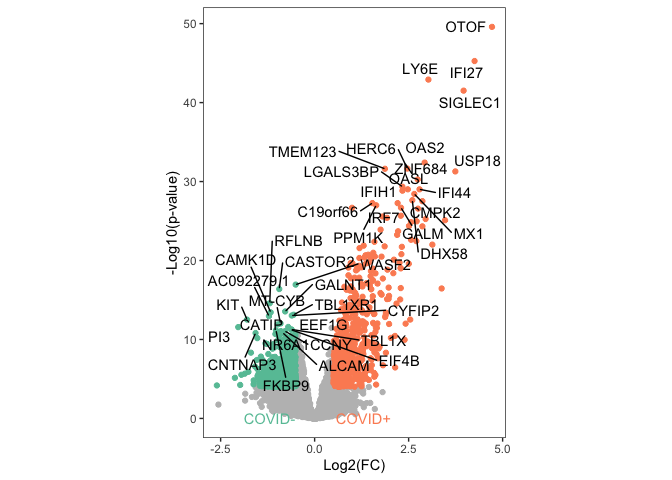 50
OTOF
LY6E
IFI27
40
SIGLEC1
TMEM123
HERC6
OAS2
USP18
LGALS3BP
ZNF684
OASL
30
IFIH1
IFI44
C19orf66
IRF7
CMPK2
PPM1K
GALM
MX1
RFLNB
DHX58
CAMK1D
CASTOR2
WASF2
20
AC092279.1
GALNT1
KIT
MT-CYB
TBL1XR1
CYFIP2
CATIP
EEF1G
PI3
NR6A1
CCNY
TBL1X
10
CNTNAP3
ALCAM
EIF4B
FKBP9
0
COVID-
COVID+
-2.5
0.0
2.5
5.0
Log2(FC)
-Log10(p-value)